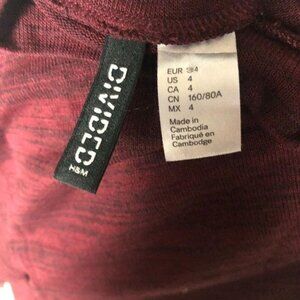 DIVIDED
H&M
EUR 34
US 4
CA 4
CN 160/80A
MX 4
Made in
Cambodia
Fabriqué en
Cambodge